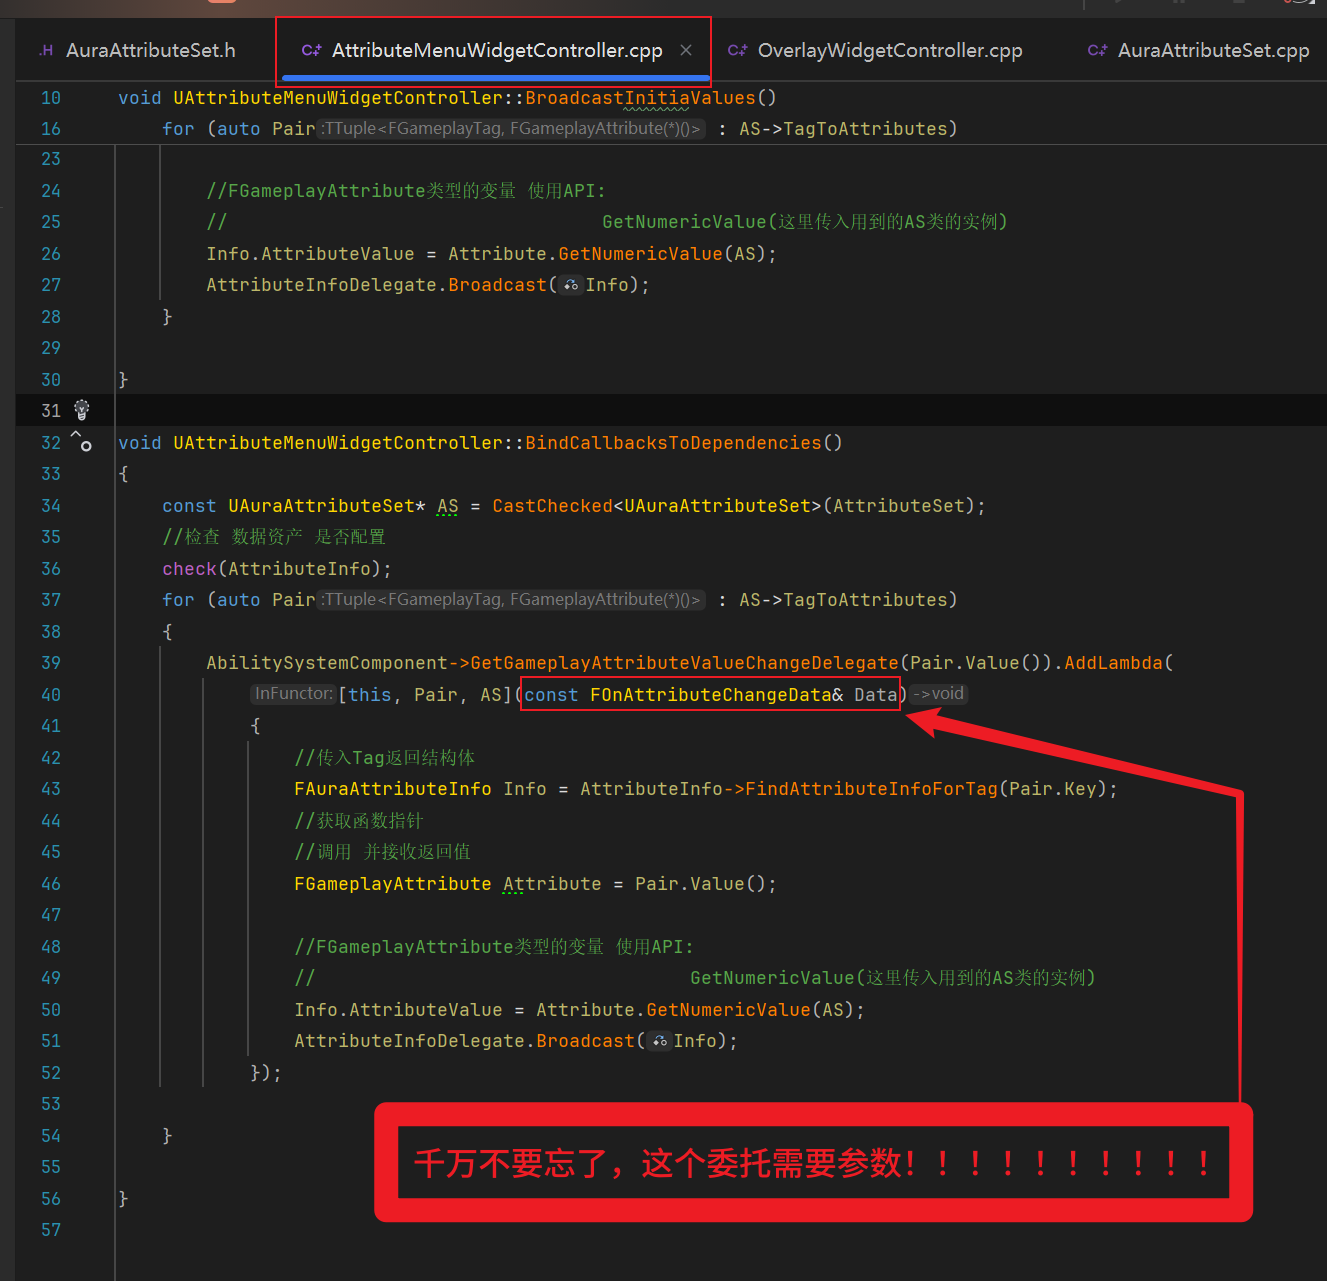 .H AuraAttributeSet.h C++ AttributeMenuWidgetController.cpp × C++ OverlayWidgetController.cpp C++ AuraAttributeSet.cpp
10 void UAttributeMenuWidgetController::BroadcastInitiaValues()
16 for (auto Pair :TTuple<FGameplayTag, FGameplayAttribute(*)()> : AS->TagToAttributes)
23
24 //FGameplayAttribute类型的变量 使用API:
25 // GetNumericValue(这里传入用到的AS类的实例)
26 Info.AttributeValue = Attribute.GetNumericValue(AS);
27 AttributeInfoDelegate.Broadcast(Info);
28 }
29
30 }
31
32 void UAttributeMenuWidgetController::BindCallbacksToDependencies()
33 {
34 const UAuraAttributeSet* AS = CastChecked<UAuraAttributeSet>(AttributeSet);
35 //检查 数据资产 是否配置
36 check(AttributeInfo);
37 for (auto Pair :TTuple<FGameplayTag, FGameplayAttribute(*)()> : AS->TagToAttributes)
38 {
39 AbilitySystemComponent->GetGameplayAttributeValueChangeDelegate(Pair.Value()).AddLambda(
40 InFunctor: [this, Pair, AS](const FOnAttributeChangeData& Data) ->void
41 {
42 //传入Tag返回结构体
43 FAuraAttributeInfo Info = AttributeInfo->FindAttributeInfoForTag(Pair.Key);
44 //获取函数指针
45 //调用 并接收返回值
46 FGameplayAttribute Attribute = Pair.Value();
47
48 //FGameplayAttribute类型的变量 使用API:
49 // GetNumericValue(这里传入用到的AS类的实例)
50 Info.AttributeValue = Attribute.GetNumericValue(AS);
51 AttributeInfoDelegate.Broadcast(Info);
52 });
53
54 }
55
56 }
57
千万不要忘了，这个委托需要参数！！！！！！！！！！